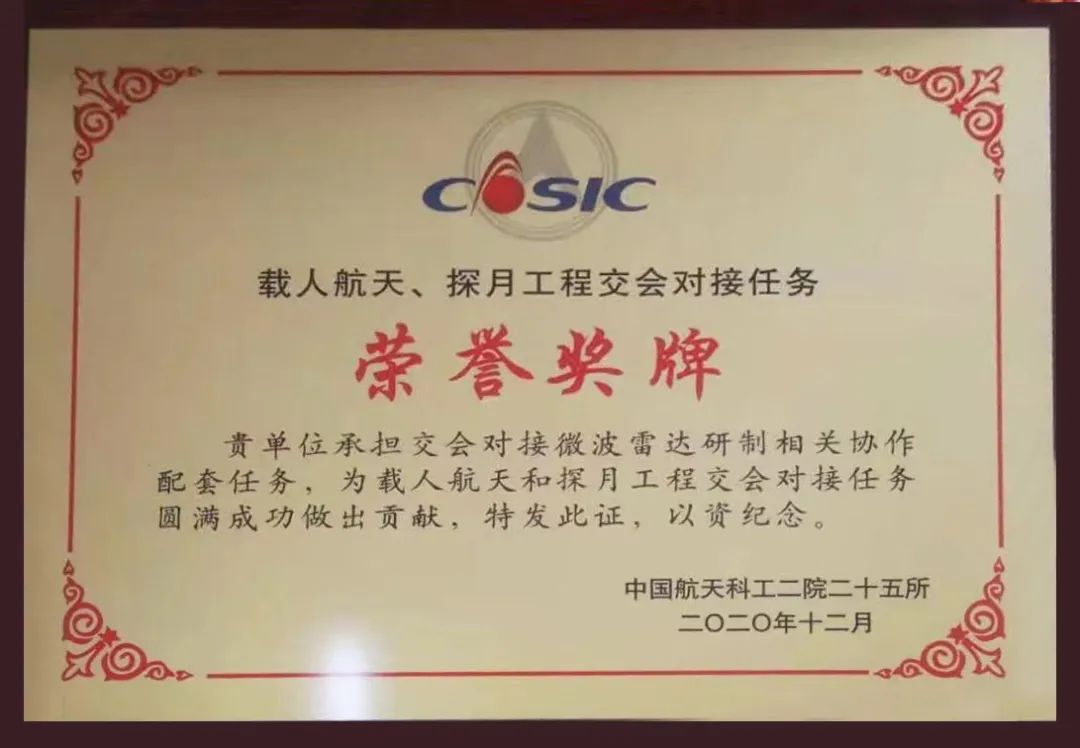 CASIC
载人航天、探月工程交会对接任务
荣誉奖牌
贵单位承担交会对接微波雷达研制相关协作
配套任务，为载人航天和探月工程交会对接任务
圆满成功做出贡献，特发此证，以资纪念。
中国航天科工二院二十五所
二〇二〇年十二月